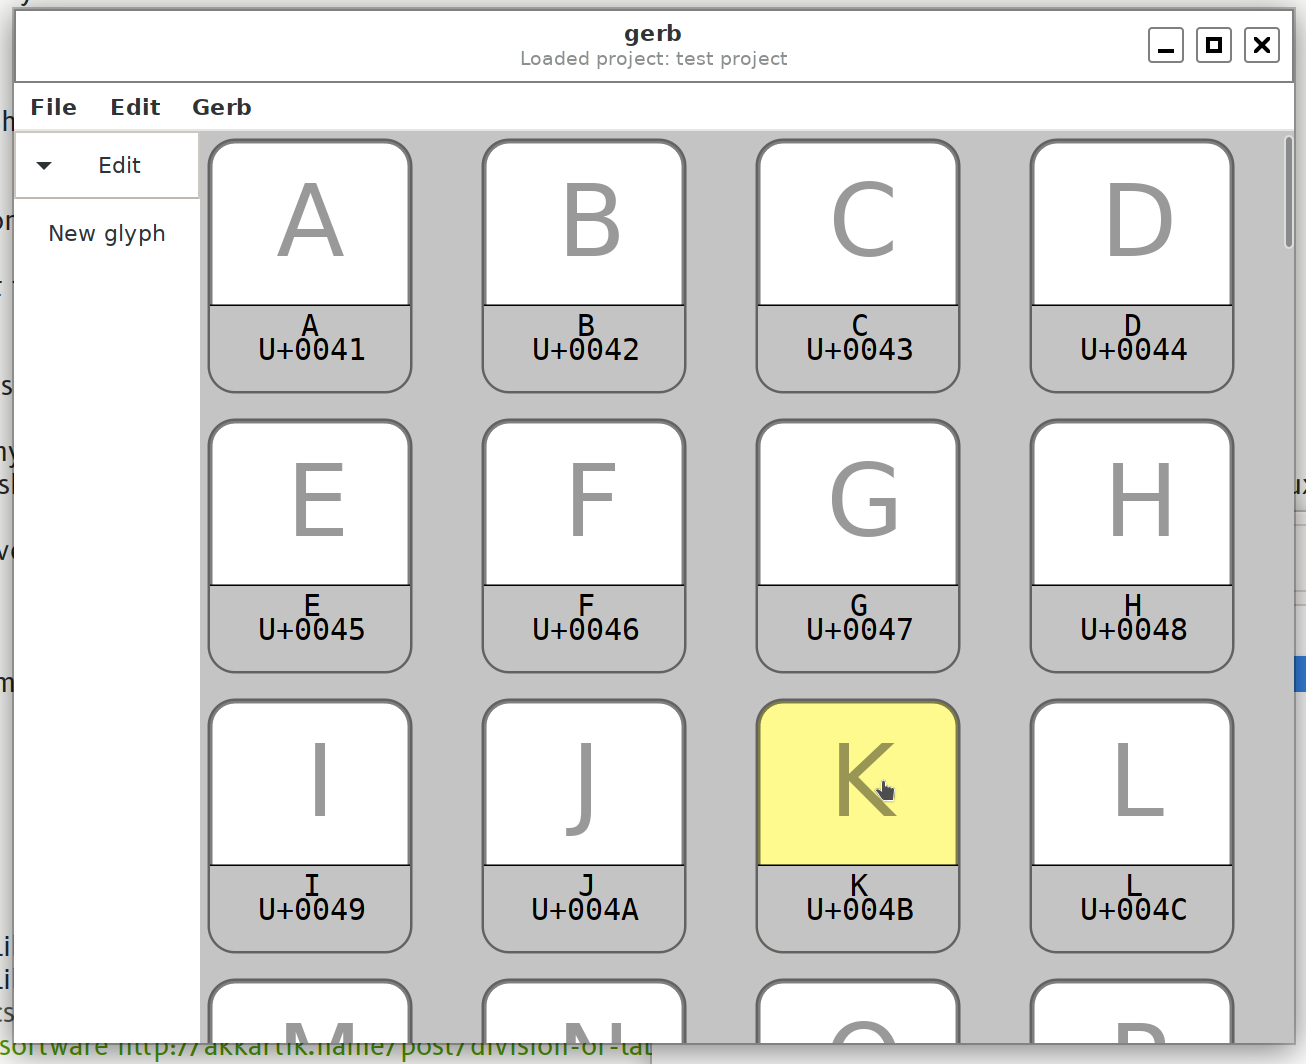 gerb
Loaded project: test project
File Edit Gerb
Edit
New glyph
A B C D
A B C D
U+0041 U+0042 U+0043 U+0044
E F G H
E F G H
U+0045 U+0046 U+0047 U+0048
I J K L
I J K L
U+0049 U+004A U+004B U+004C
M N
software http://akkartik.name/post/division-of-